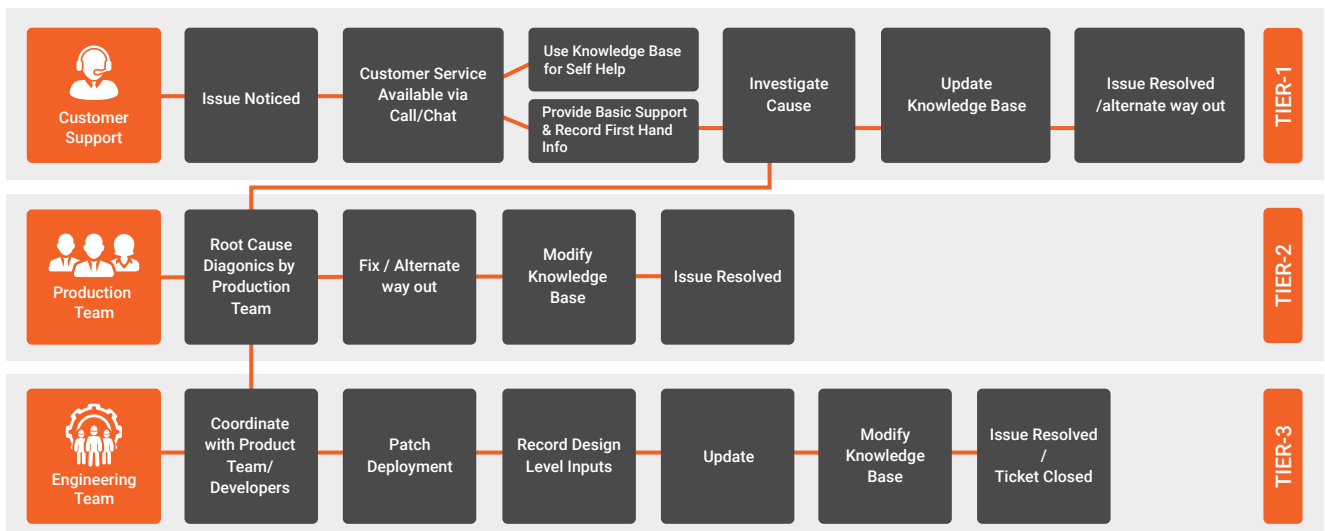 Customer
Support
Issue Noticed
Customer Service
Available via
Call/Chat
Use Knowledge Base
for Self Help
Provide Basic Support
& Record First Hand
Info
Investigate
Cause
Update
Knowledge Base
Issue Resolved
/alternate way out
TIER-1
Production
Team
Root Cause
Diagonics by
Production
Team
Fix / Alternate
way out
Modify
Knowledge
Base
Issue Resolved
TIER-2
Engineering
Team
Coordinate
with Product
Team/
Developers
Patch
Deployment
Record Design
Level Inputs
Update
Modify
Knowledge
Base
Issue Resolved
/
Ticket Closed
TIER-3